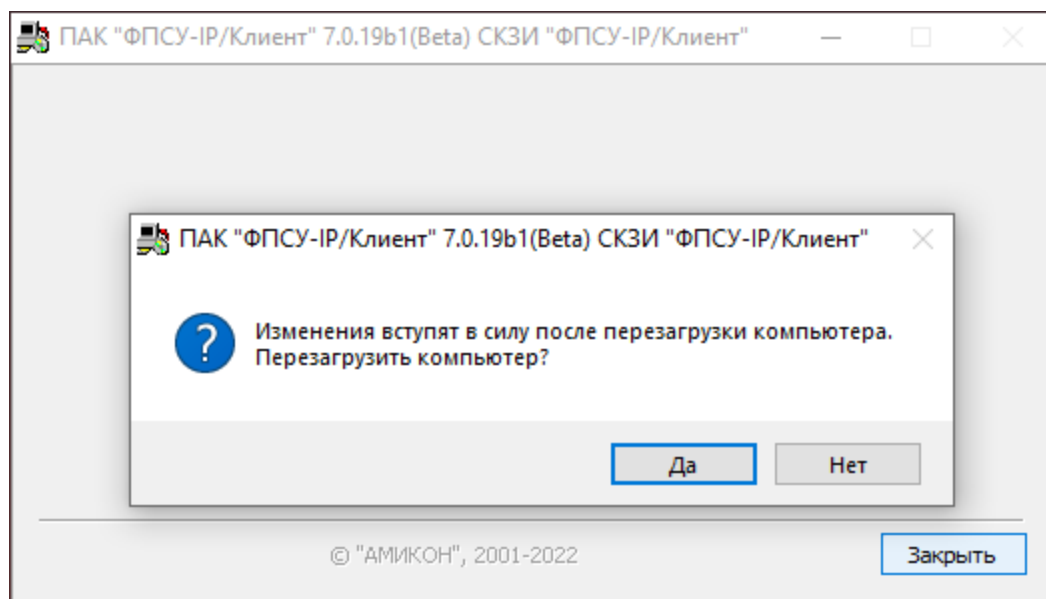 ПАК "ФПСУ-IP/Клиент" 7.0.19b1(Beta) СКЗИ "ФПСУ-IP/Клиент"
ПАК "ФПСУ-IP/Клиент" 7.0.19b1(Beta) СКЗИ "ФПСУ-IP/Клиент"
Изменения вступят в силу после перезагрузки компьютера.
Перезагрузить компьютер?
Да
Нет
© "АМИКОН", 2001-2022
Закрыть